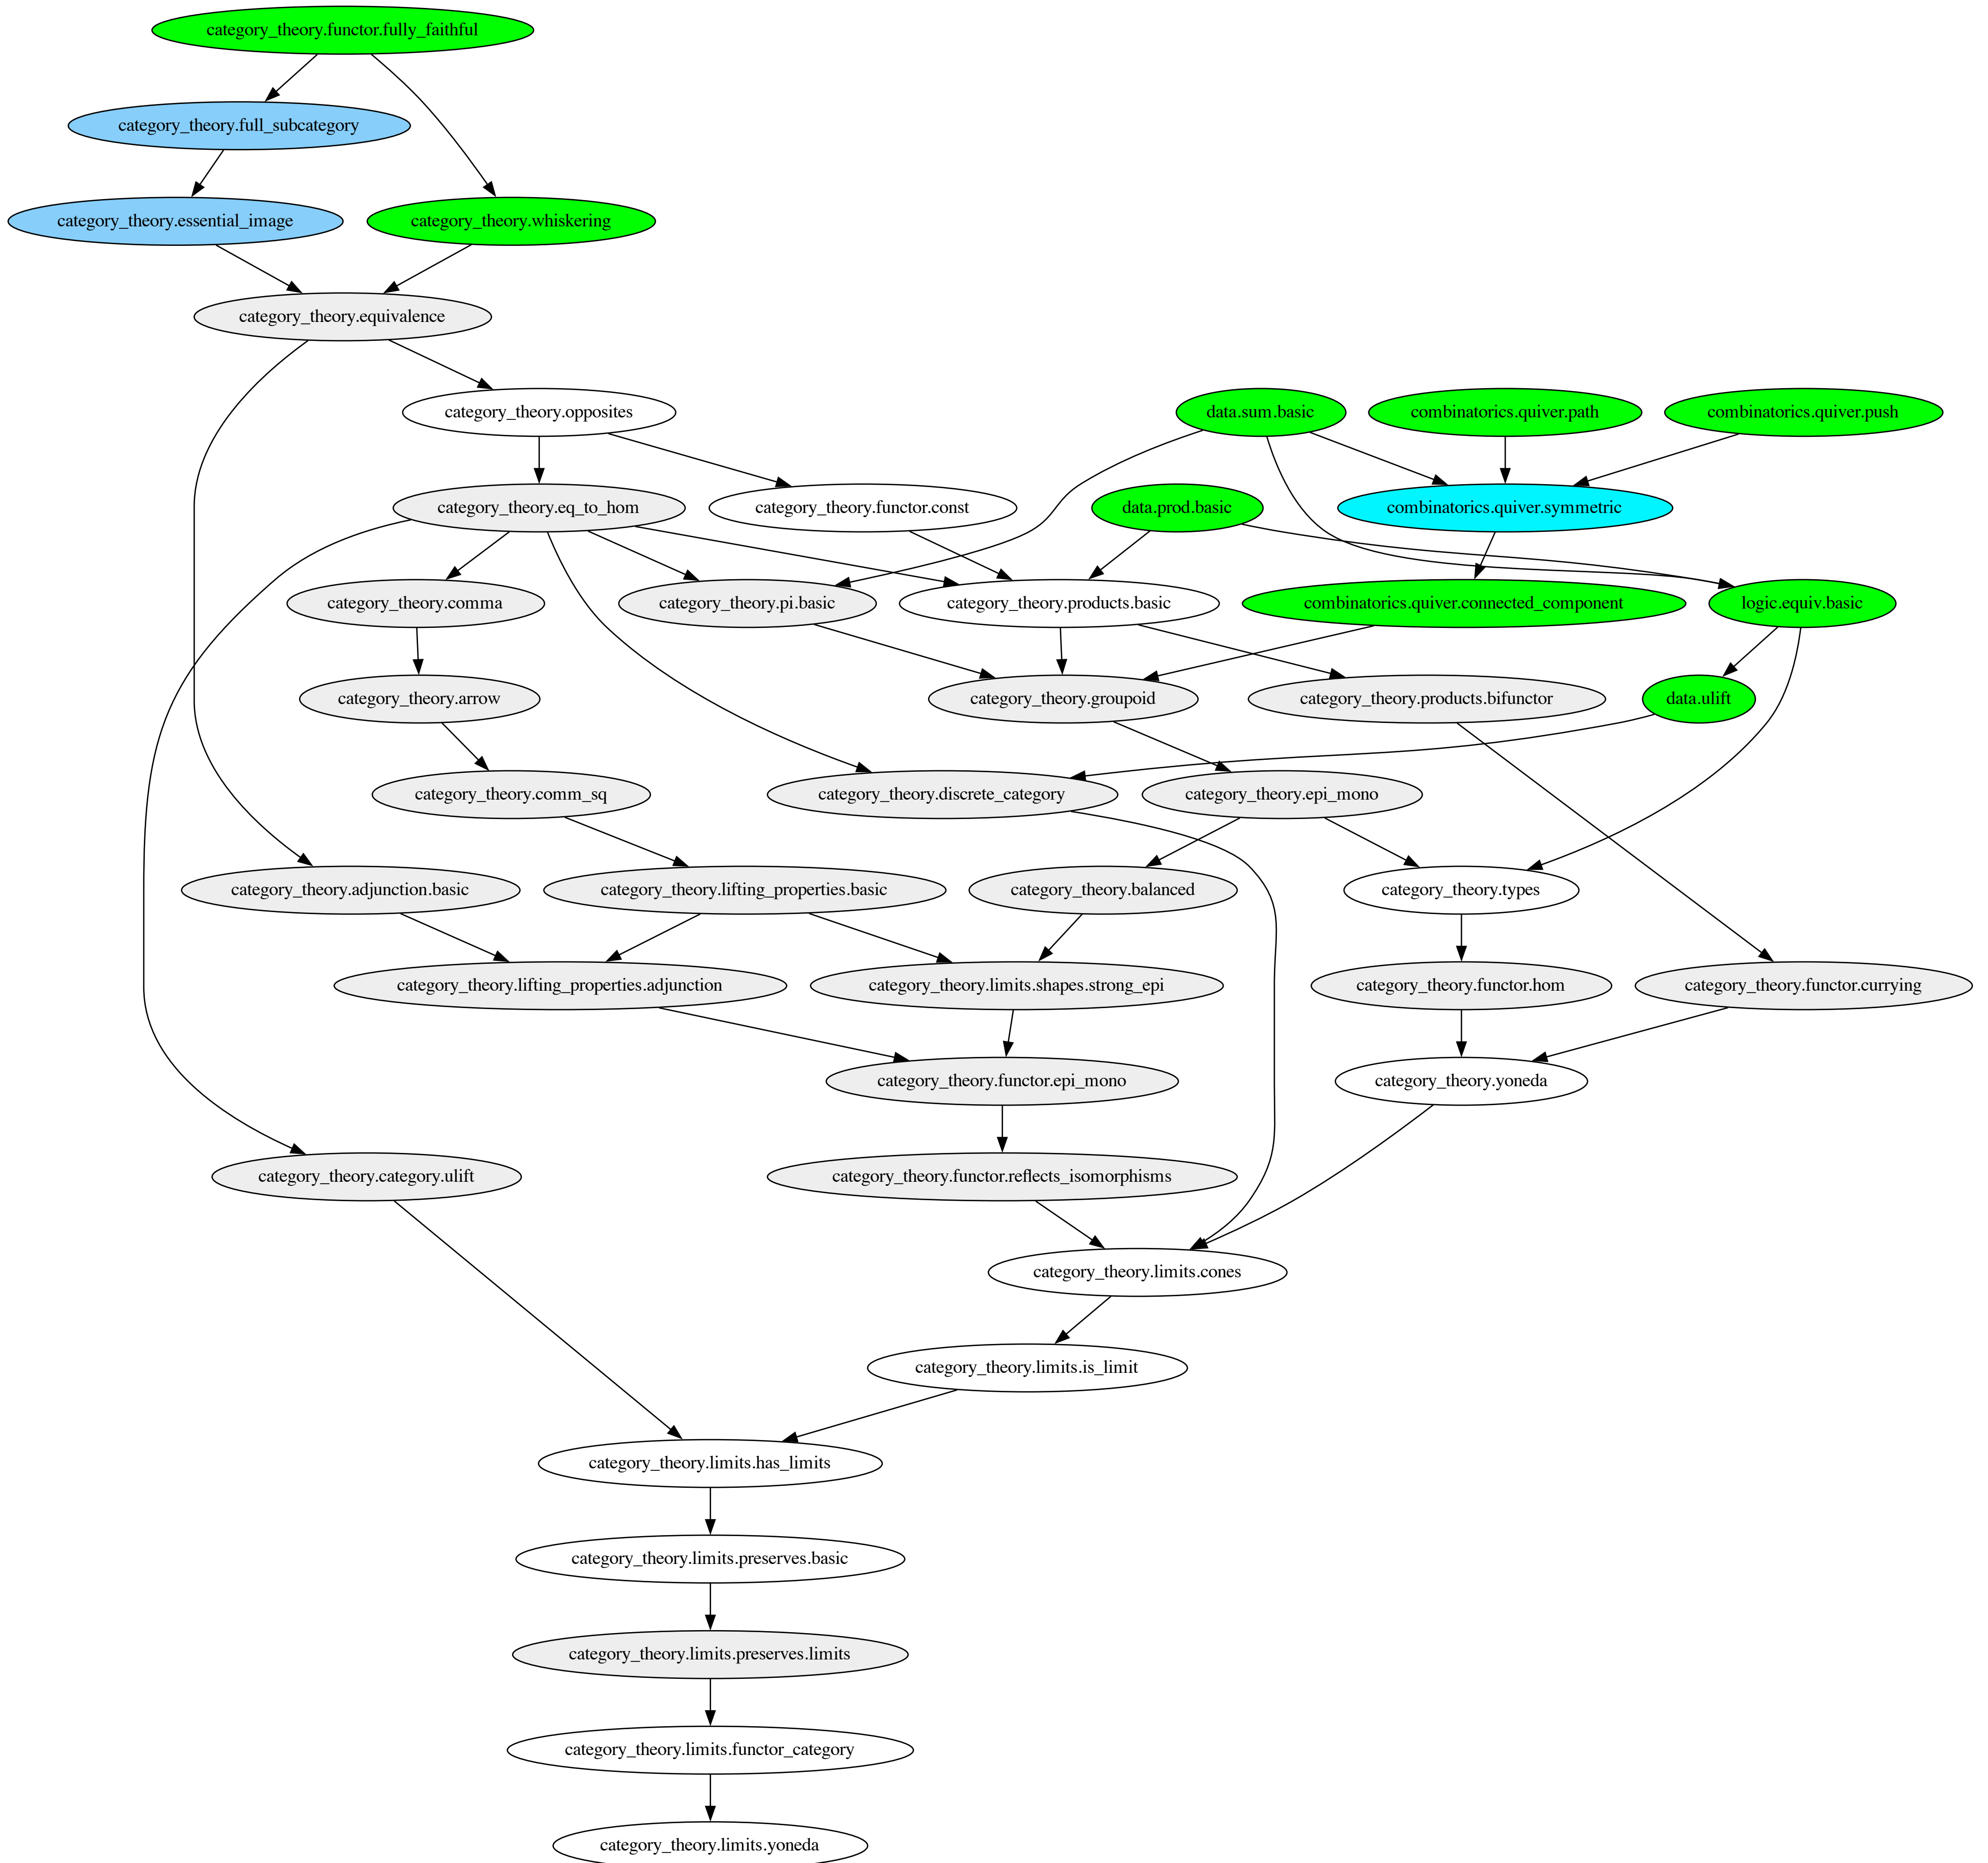 category_theory.functor.fully_faithful
category_theory.full_subcategory
category_theory.essential_image
category_theory.whiskering
category_theory.equivalence
category_theory.opposites
data.sum.basic
combinatorics.quiver.path
combinatorics.quiver.push
category_theory.eq_to_hom
category_theory.functor.const
data.prod.basic
combinatorics.quiver.symmetric
category_theory.comma
category_theory.pi.basic
category_theory.products.basic
combinatorics.quiver.connected_component
logic.equiv.basic
category_theory.arrow
category_theory.groupoid
category_theory.products.bifunctor
data.ulift
category_theory.comm_sq
category_theory.discrete_category
category_theory.epi_mono
category_theory.adjunction.basic
category_theory.lifting_properties.basic
category_theory.balanced
category_theory.types
category_theory.lifting_properties.adjunction
category_theory.limits.shapes.strong_epi
category_theory.functor.hom
category_theory.functor.currying
category_theory.functor.epi_mono
category_theory.yoneda
category_theory.category.ulift
category_theory.functor.reflects_isomorphisms
category_theory.limits.cones
category_theory.limits.is_limit
category_theory.limits.has_limits
category_theory.limits.preserves.basic
category_theory.limits.preserves.limits
category_theory.limits.functor_category
category_theory.limits.yoneda